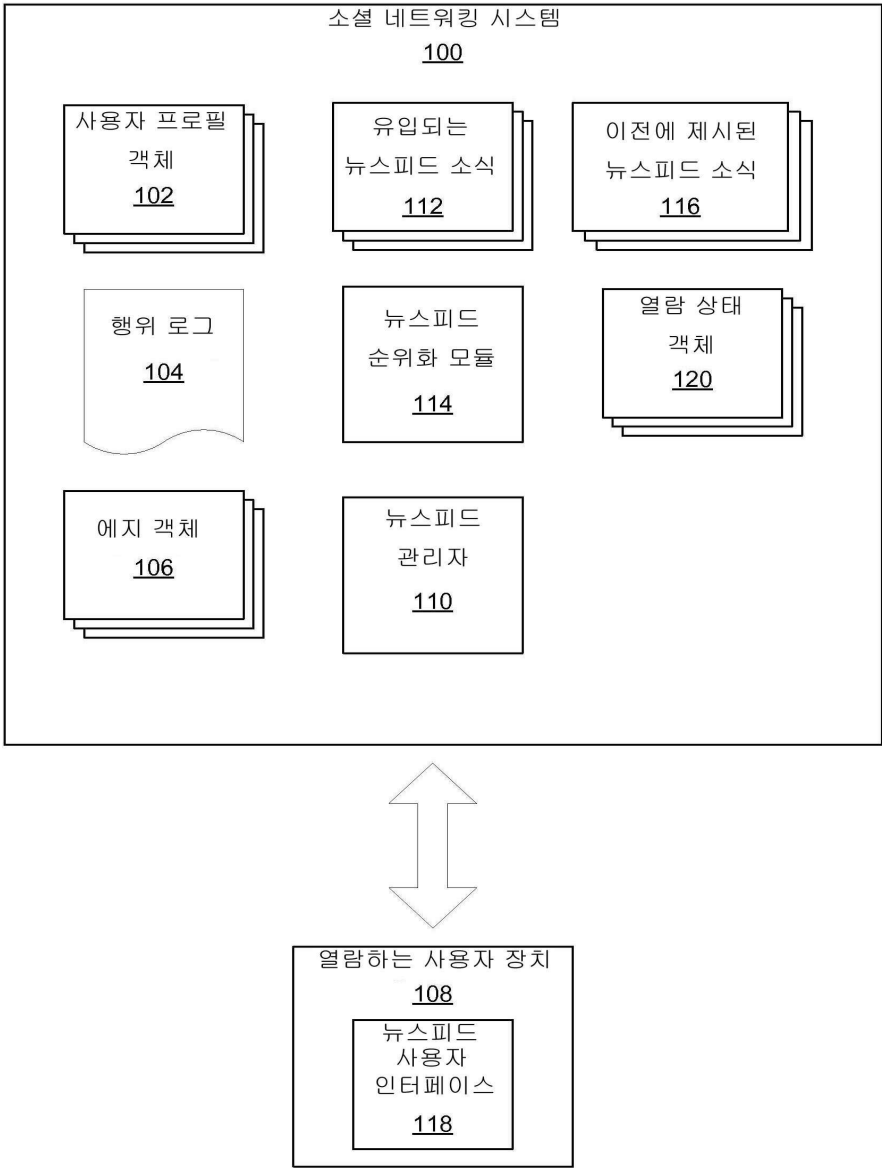 소셜 네트워킹 시스템
100
사용자 프로필
객체
102
유입되는
뉴스피드 소식
112
이전에 제시된
뉴스피드 소식
116
행위 로그
104
뉴스피드
순위화 모듈
114
열람 상태
객체
120
에지 객체
106
뉴스피드
관리자
110
열람하는 사용자 장치
108
뉴스피드
사용자
인터페이스
118